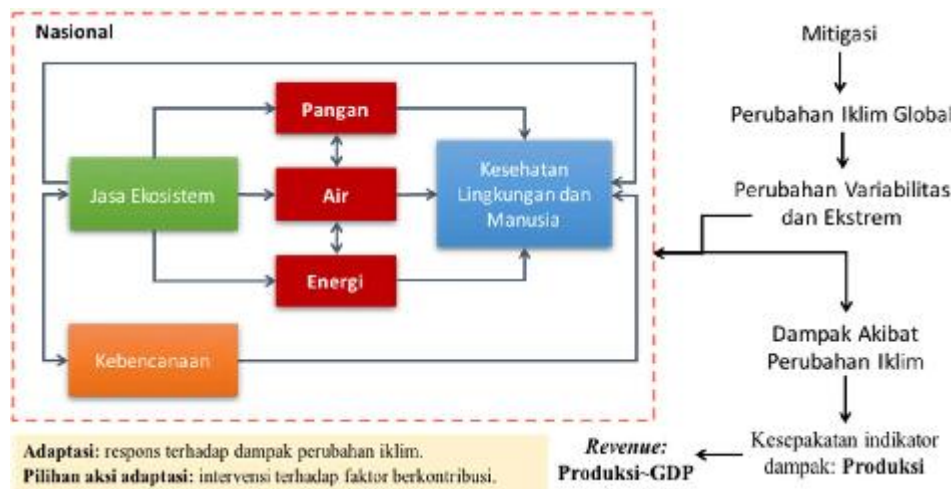 Nasional
Pangan
Jasa Ekosistem
Air
Kesehatan
Lingkungan dan
Manusia
Energi
Kebencanaan
Mitigasi
Perubahan Iklim Global
Perubahan Variabilitas
dan Ekstrem
Dampak Akibat
Perubahan Iklim
Kesepakatan indikator
dampak: Produksi
Revenue:
Produksi-GDP
Adaptasi: respons terhadap dampak perubahan iklim.
Pilihan aksi adaptasi: intervensi terhadap faktor berkontribusi.